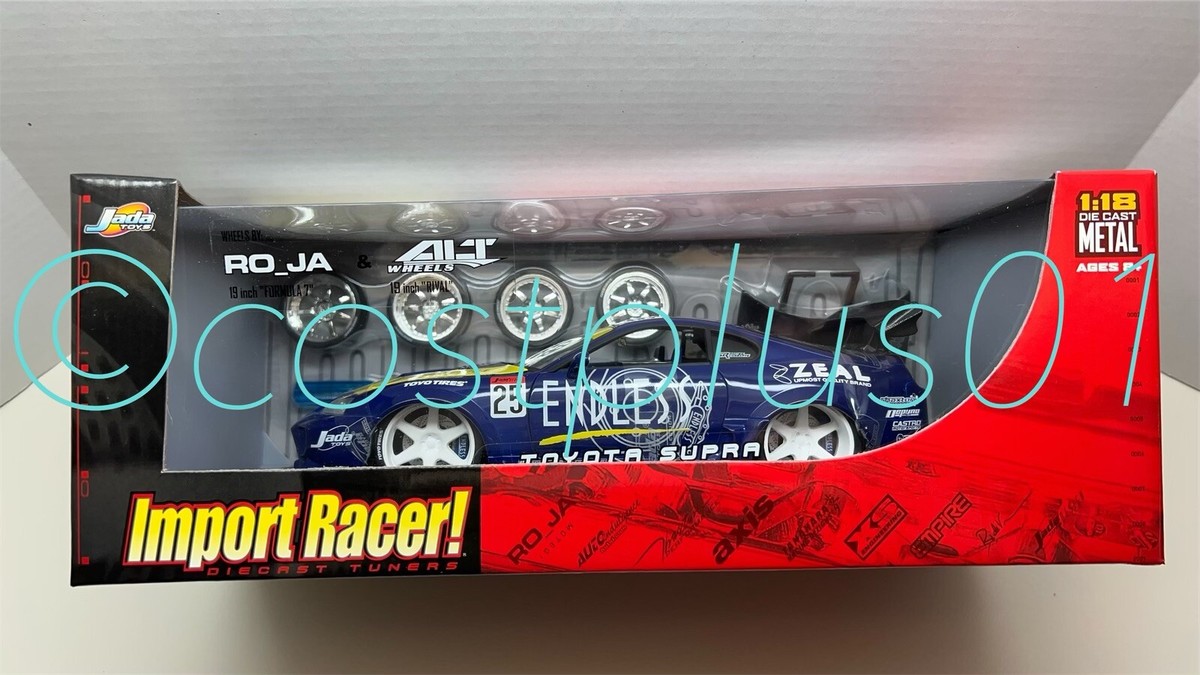 Jada
TOYS
1:18
DIE CAST
METAL
AGES 8+
WHEELS BY:
RO_JA & ALT
WHEELS
19 inch "FORMULA 7" 19 inch "RIVAL"
©costplus01
TOYO TIRES
25
ENDLESS
ZEAL
UPMOST QUALITY BRAND
Jada
TOYS
CASTRO
TOYOTA SUPRA
Import Racer!
DIECAST TUNERS
RO_JA
axis
EMPIRE